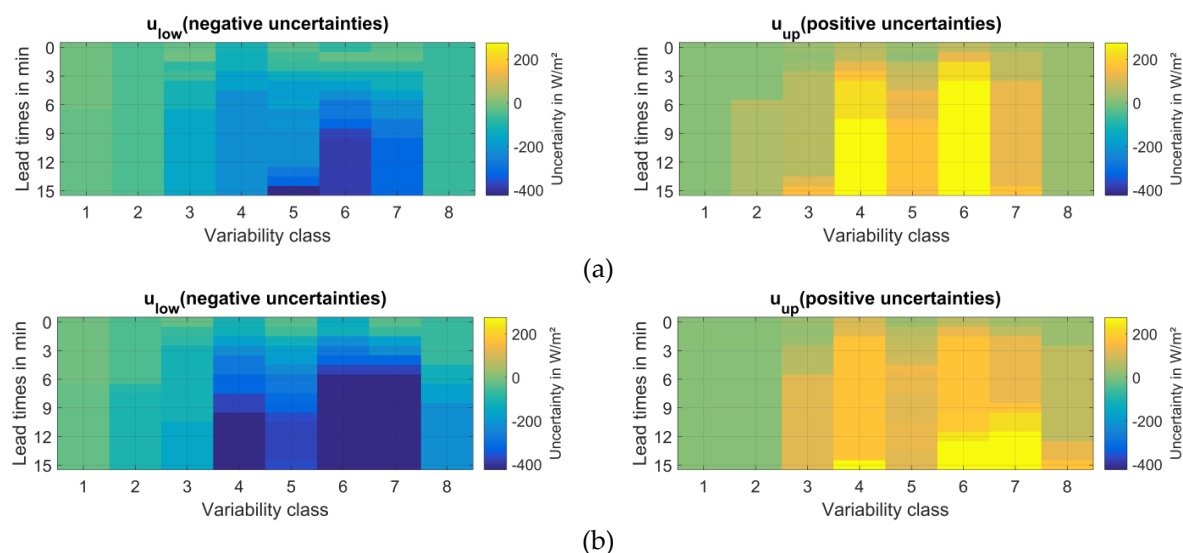 u_low(negative uncertainties)
0
3
6
9
12
15
Lead times in min
1 2 3 4 5 6 7 8
Variability class
200
0
-200
-400
Uncertainty in W/m²
u_up(positive uncertainties)
0
3
6
9
12
15
Lead times in min
1 2 3 4 5 6 7 8
Variability class
200
0
-200
-400
Uncertainty in W/m²
(a)
u_low(negative uncertainties)
0
3
6
9
12
15
Lead times in min
1 2 3 4 5 6 7 8
Variability class
200
0
-200
-400
Uncertainty in W/m²
u_up(positive uncertainties)
0
3
6
9
12
15
Lead times in min
1 2 3 4 5 6 7 8
Variability class
200
0
-200
-400
Uncertainty in W/m²
(b)